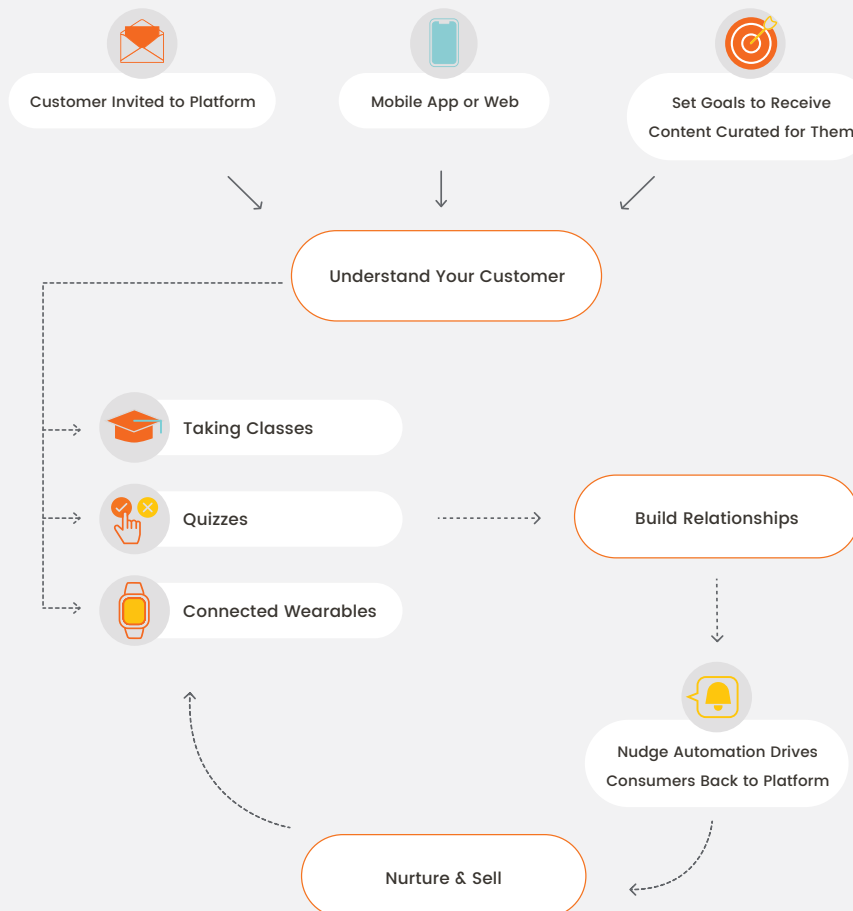 Customer Invited to Platform
Mobile App or Web
Set Goals to Receive
Content Curated for Them
Understand Your Customer
Taking Classes
Quizzes
Build Relationships
Connected Wearables
Nudge Automation Drives
Consumers Back to Platform
Nurture & Sell